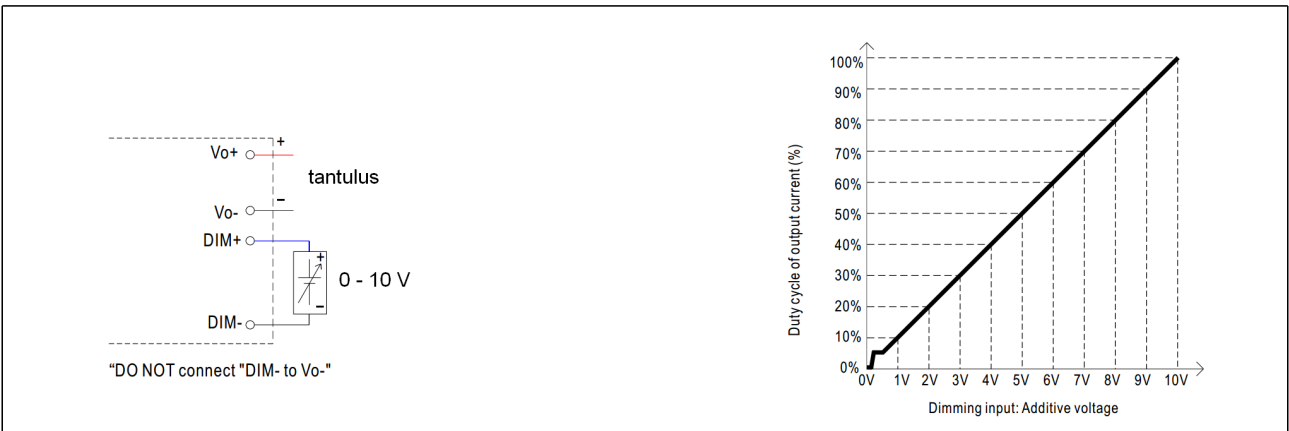 +
Vo+
tantulus
-
Vo-
DIM+
+
0 - 10 V
-
DIM-
“DO NOT connect "DIM- to Vo-"
Duty cycle of output current (%)
100%
90%
80%
70%
60%
50%
40%
30%
20%
10%
0%
0V 1V 2V 3V 4V 5V 6V 7V 8V 9V 10V
Dimming input: Additive voltage